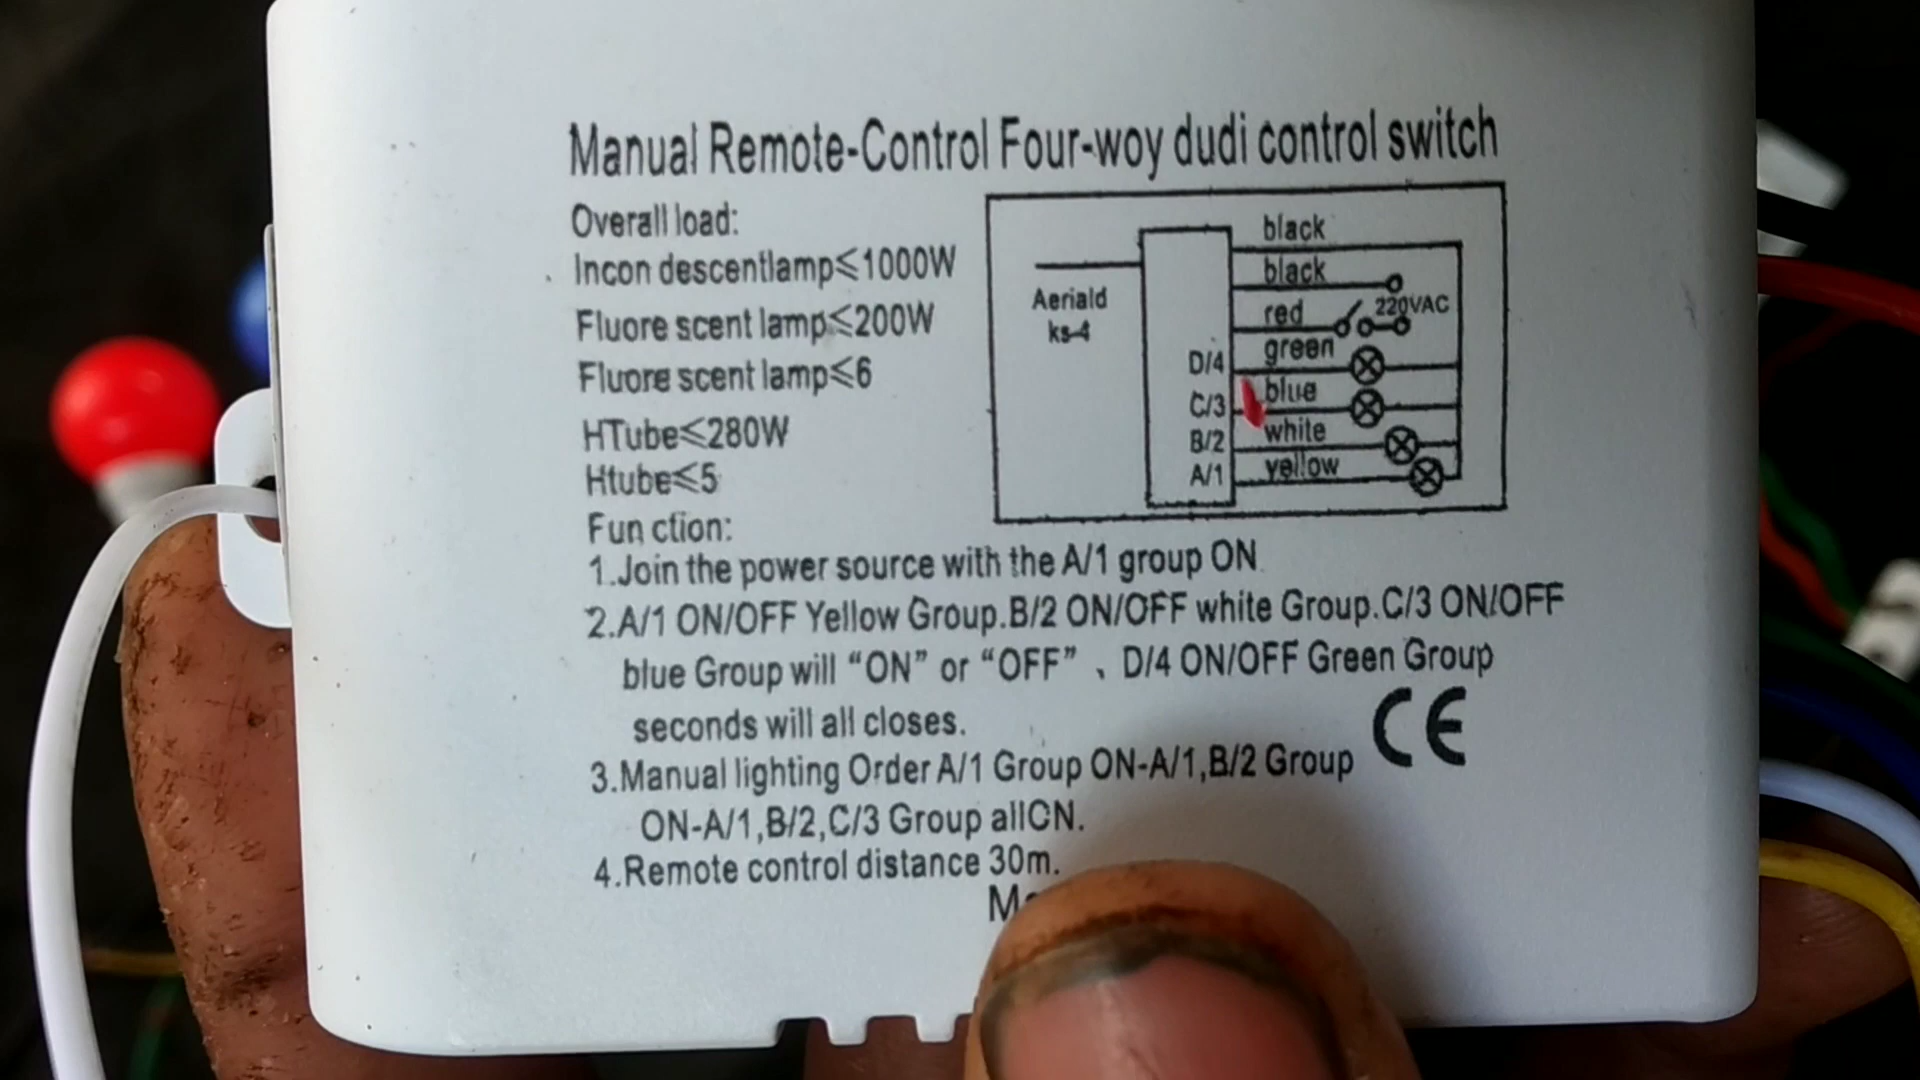 Manual Remote-Control Four-woy dudi control switch
Overall load:
Incon descentlamp≤1000W
Fluore scent lamp≤200W
Fluore scent lamp≤6
HTube≤280W
Htube≤5
black
black
red
220VAC
green
blue
white
yellow
Aeriald
ks-4
D/4
C/3
B/2
A/1
Fun ction:
1.Join the power source with the A/1 group ON
2.A/1 ON/OFF Yellow Group.B/2 ON/OFF white Group.C/3 ON/OFF
blue Group will “ON” or “OFF” 、D/4 ON/OFF Green Group
seconds will all closes.
3.Manual lighting Order A/1 Group ON-A/1,B/2 Group
ON-A/1,B/2,C/3 Group allON.
4.Remote control distance 30m.
CE